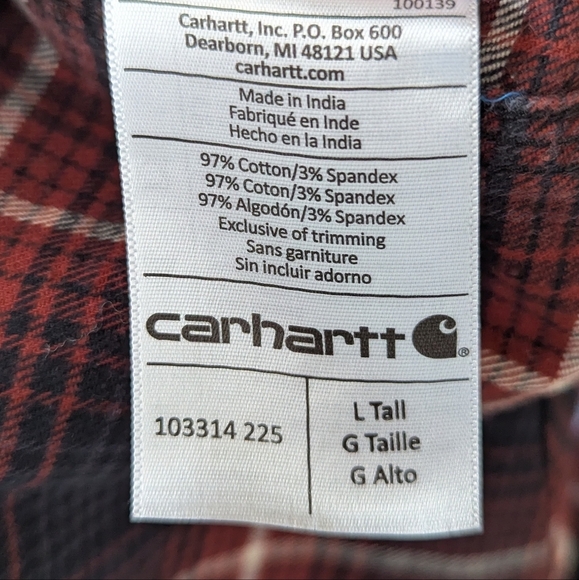 100139
Carhartt, Inc. P.O. Box 600
Dearborn, MI 48121 USA
carhartt.com
Made in India
Fabriqué en Inde
Hecho en la India
97% Cotton/3% Spandex
97% Coton/3% Spandex
97% Algodón/3% Spandex
Exclusive of trimming
Sans garniture
Sin incluir adorno
carhartt®
103314 225
L Tall
G Taille
G Alto